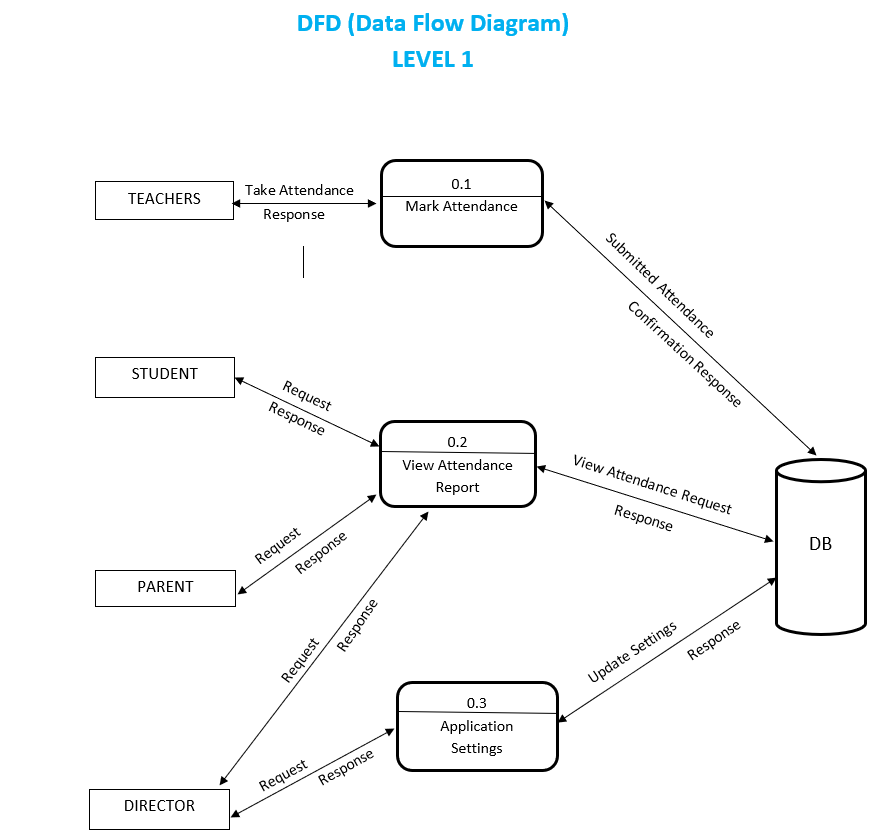 DFD (Data Flow Diagram)
LEVEL 1
TEACHERS
Take Attendance
Response
0.1
Mark Attendance
Submitted Attendance
Confirmation Response
STUDENT
Request
Response
0.2
View Attendance
Report
View Attendance Request
Response
DB
PARENT
Request
Response
Request
Response
Update Settings
Response
0.3
Application
Settings
DIRECTOR
Request
Response